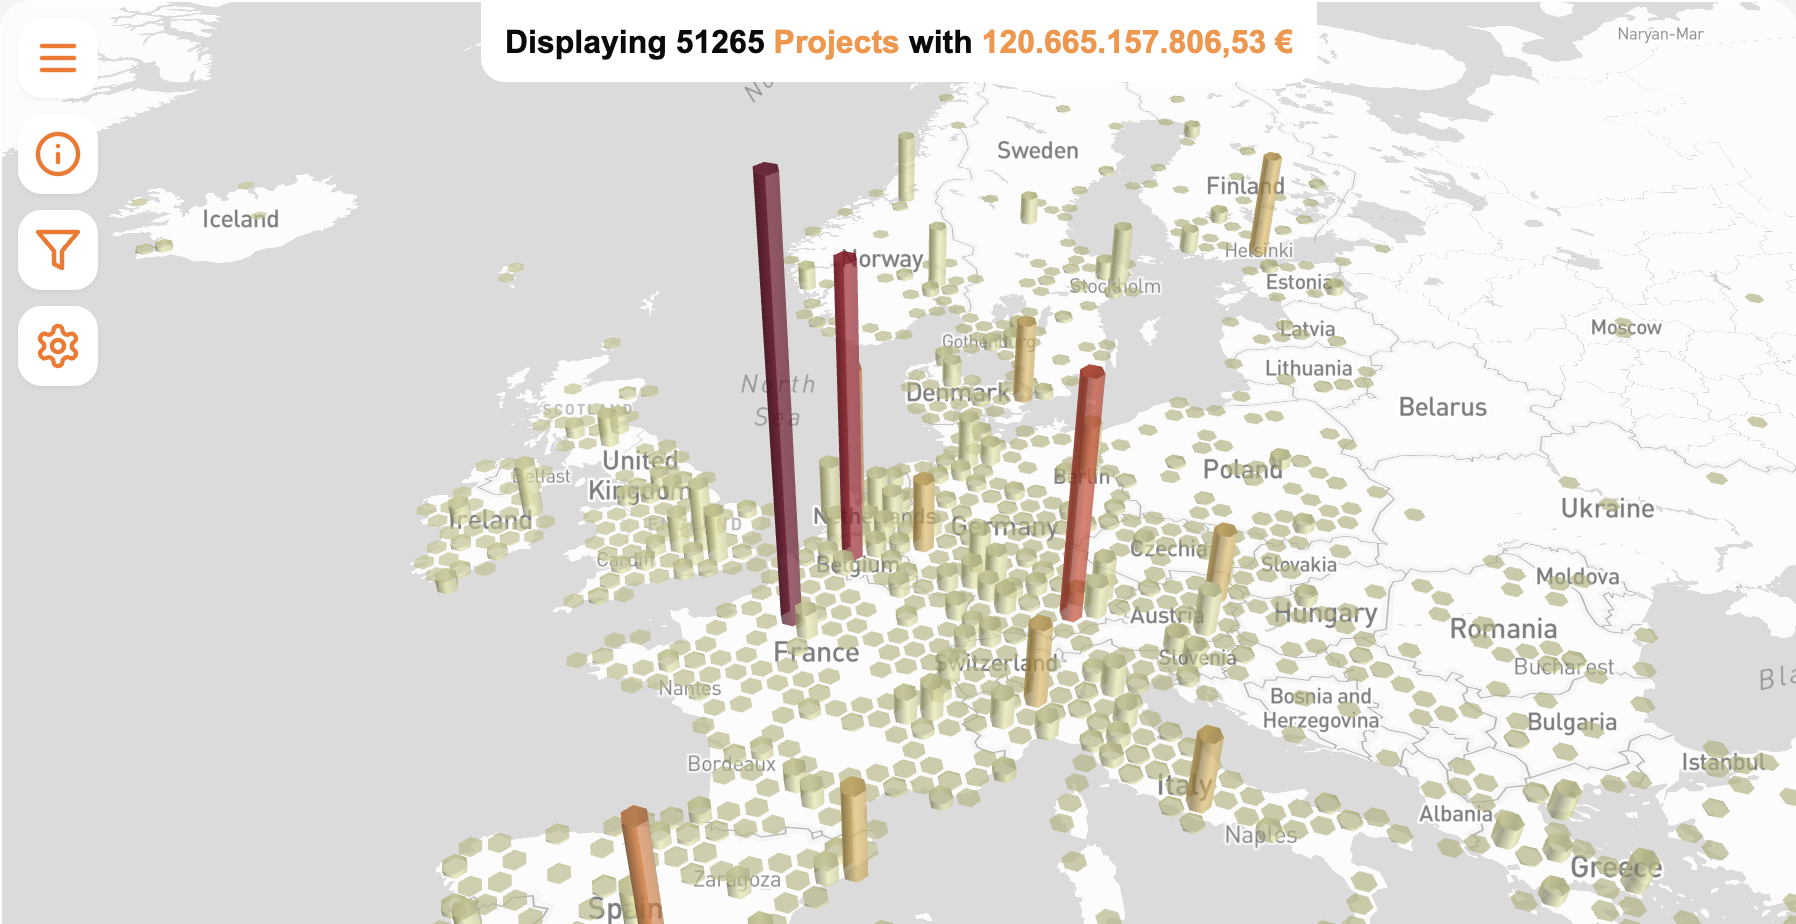 Displaying 51265 Projects with 120.665.157.806,53 €
Naryan-Mar
No
Sweden
Finland
Iceland
Helsinki
Norway
Estonia
Stockholm
Latvia
Moscow
Gothenburg
Lithuania
North
Sea
Denmark
SCOTLAND
Belarus
United
Kingdom
Belfast
Berlin
Poland
Ireland
ENGLAND
Netherlands
Germany
Ukraine
Cardiff
Belgium
Czechia
Slovakia
Moldova
Austria
Hungary
Romania
France
Switzerland
Slovenia
Bucharest
Nantes
Bla
Bosnia and
Herzegovina
Bulgaria
Bordeaux
Istanbul
Italy
Albania
Naples
Greece
Zaragoza
Spain